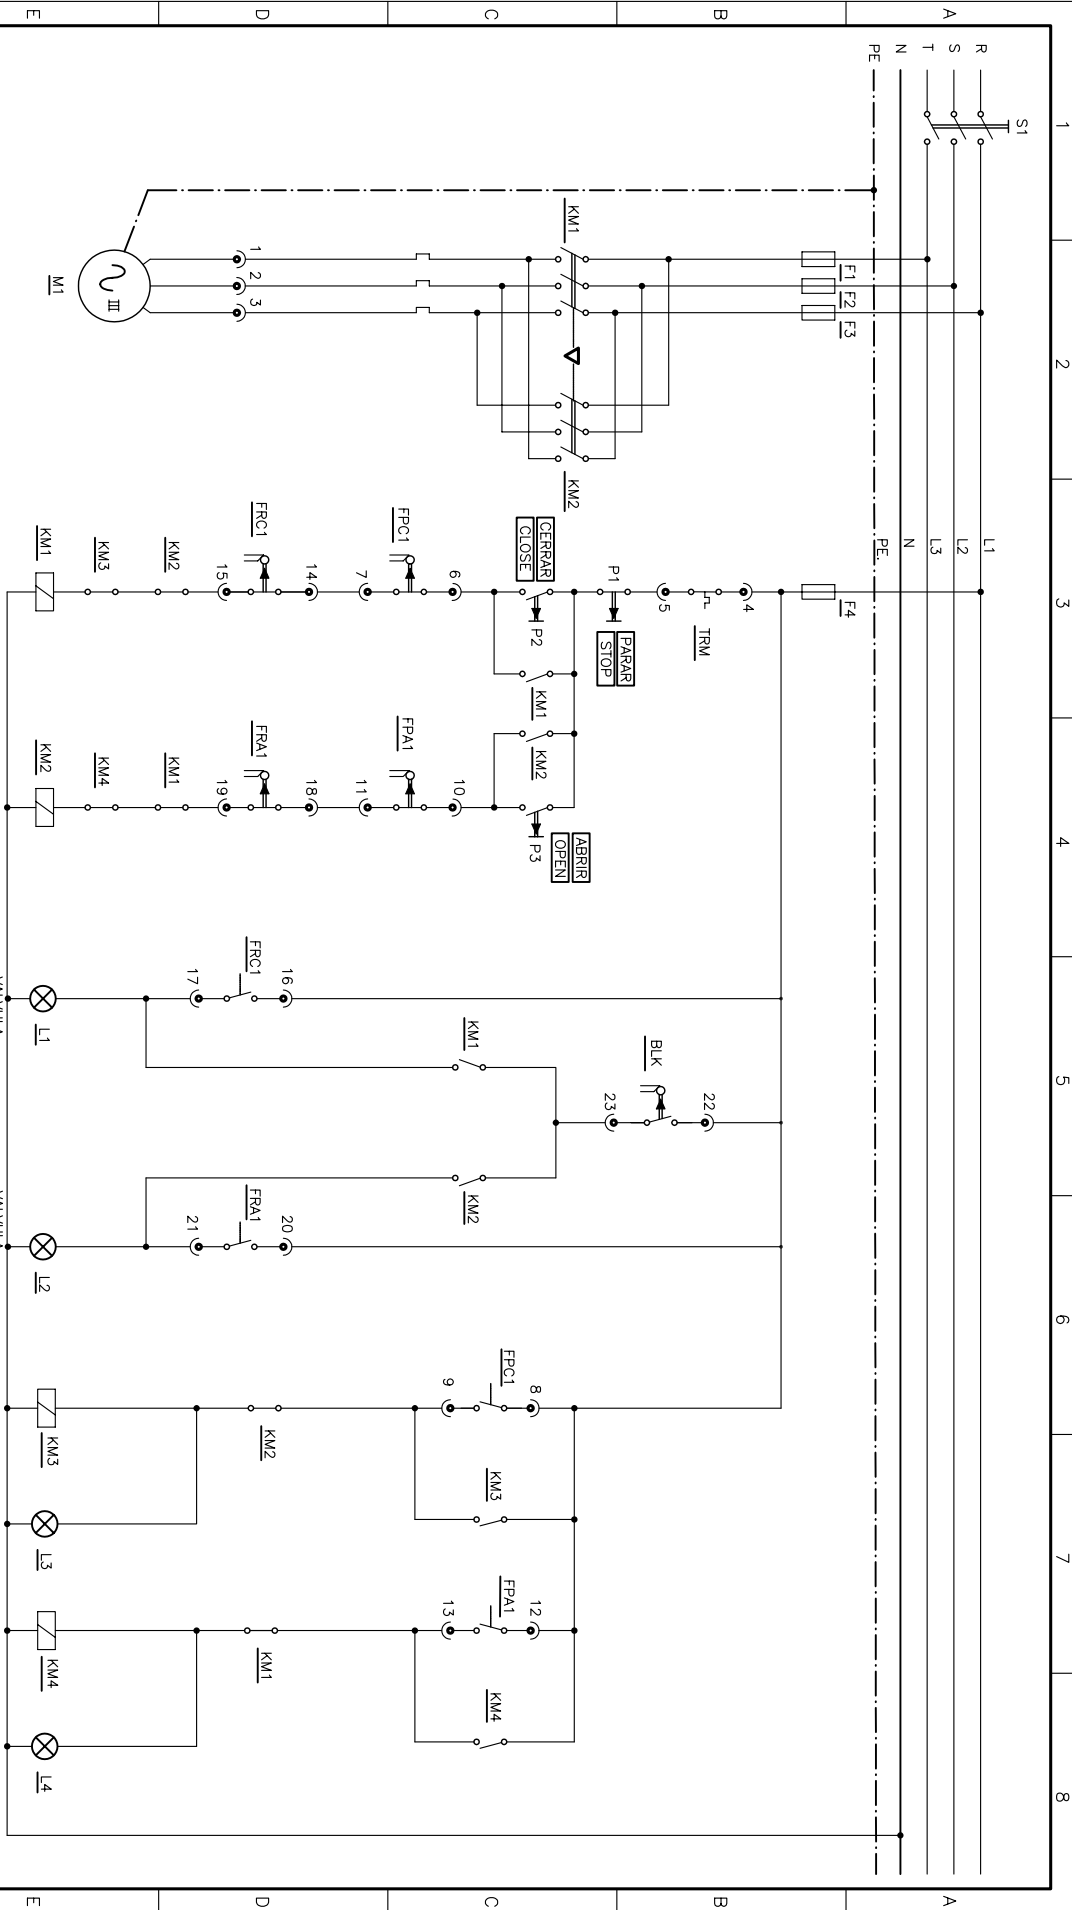 1
2
3
4
5
6
7
8
A
B
C
D
E
A
B
C
D
E
S1
R
S
T
N
PE
L1
L2
L3
N
PE.
F1
F2
F3
F4
KM1
KM2
1
2
3
M1
4
TRM
5
P1
PARAR
STOP
CERRAR
CLOSE
P2
KM1
KM2
P3
ABRIR
OPEN
6
FPC1
7
14
FRC1
15
KM2
KM3
KM1
10
FPA1
11
18
FRA1
19
KM1
KM4
KM2
16
FRC1
17
L1
KM1
22
BLK
23
KM2
20
FRA1
21
L2
8
FPC1
9
KM3
KM2
KM3
L3
12
FPA1
13
KM4
KM1
KM4
L4